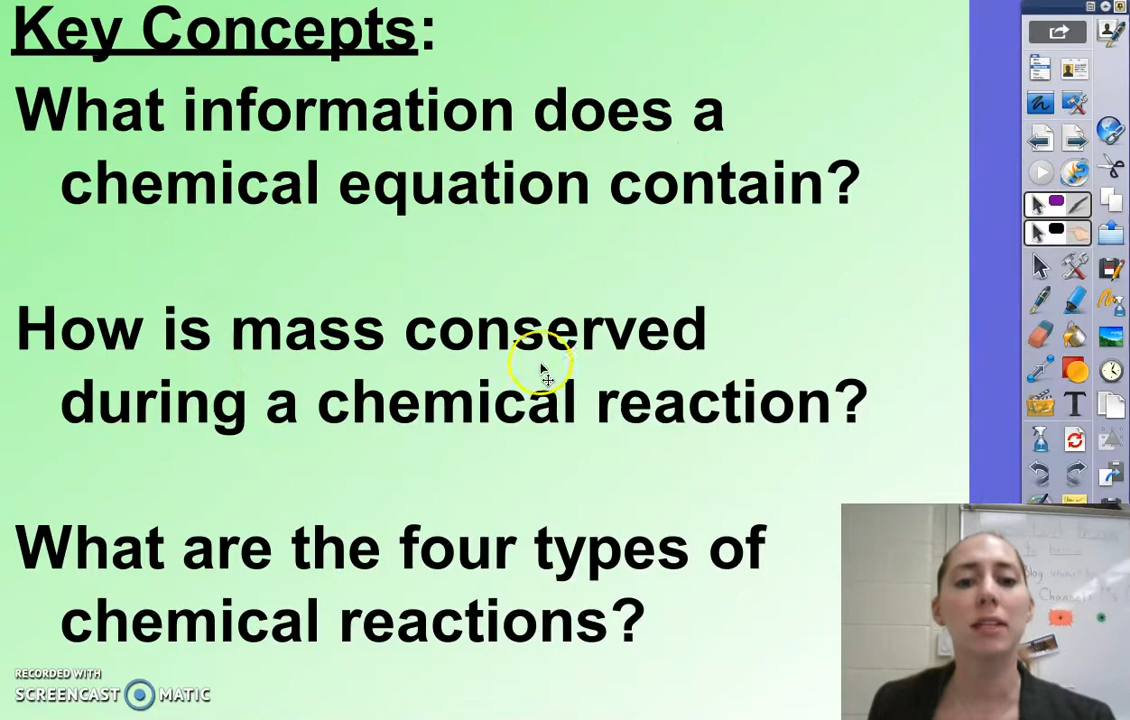 Key Concepts:
What information does a
chemical equation contain?
How is mass conserved
during a chemical reaction?
What are the four types of
chemical reactions?
RECORDED WITH
SCREENCAST MATIC